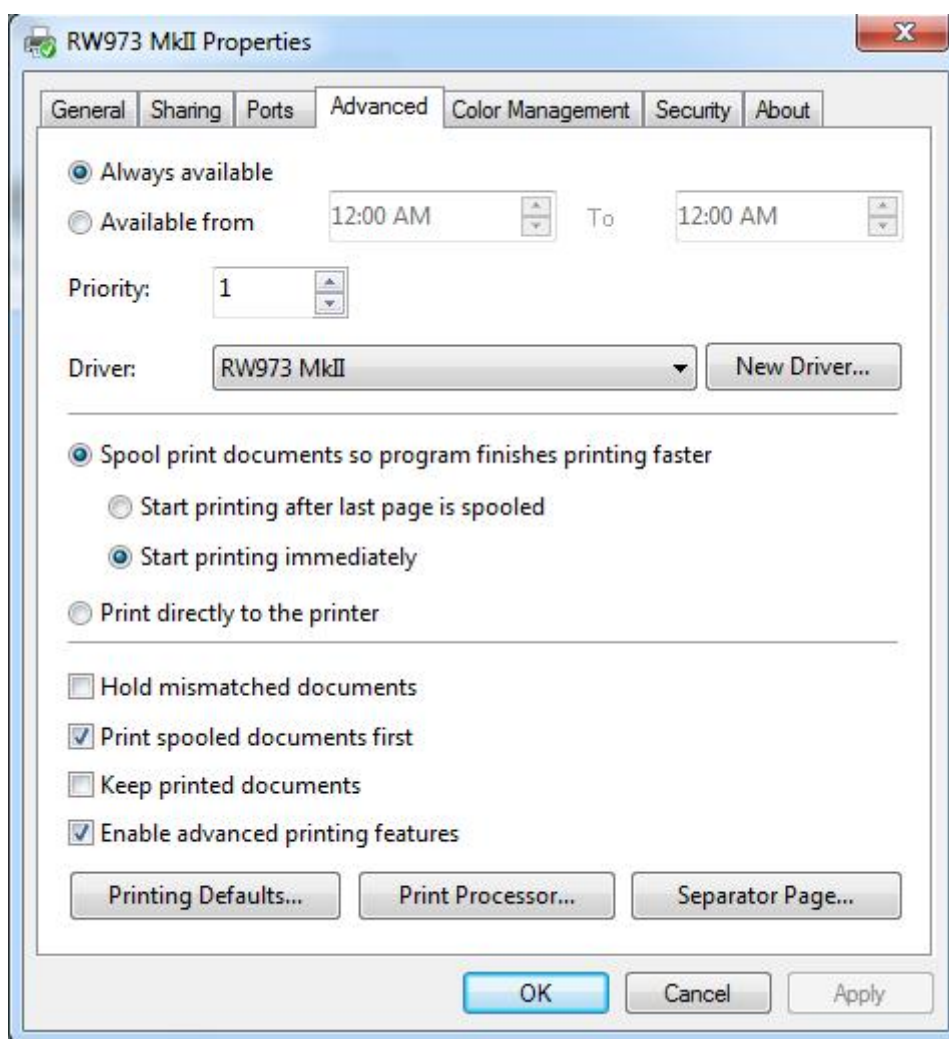 RW973 MkII Properties
General Sharing Ports Advanced Color Management Security About
Always available
Available from 12:00 AM To 12:00 AM
Priority: 1
Driver: RW973 MkII New Driver...
Spool print documents so program finishes printing faster
Start printing after last page is spooled
Start printing immediately
Print directly to the printer
Hold mismatched documents
Print spooled documents first
Keep printed documents
Enable advanced printing features
Printing Defaults... Print Processor... Separator Page...
OK Cancel Apply